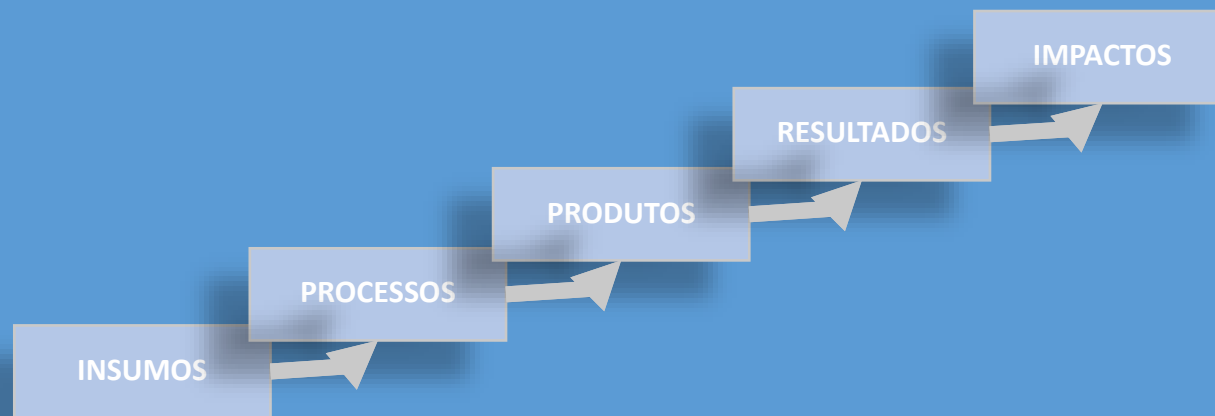 IMPACTOS
RESULTADOS
PRODUTOS
PROCESSOS
INSUMOS